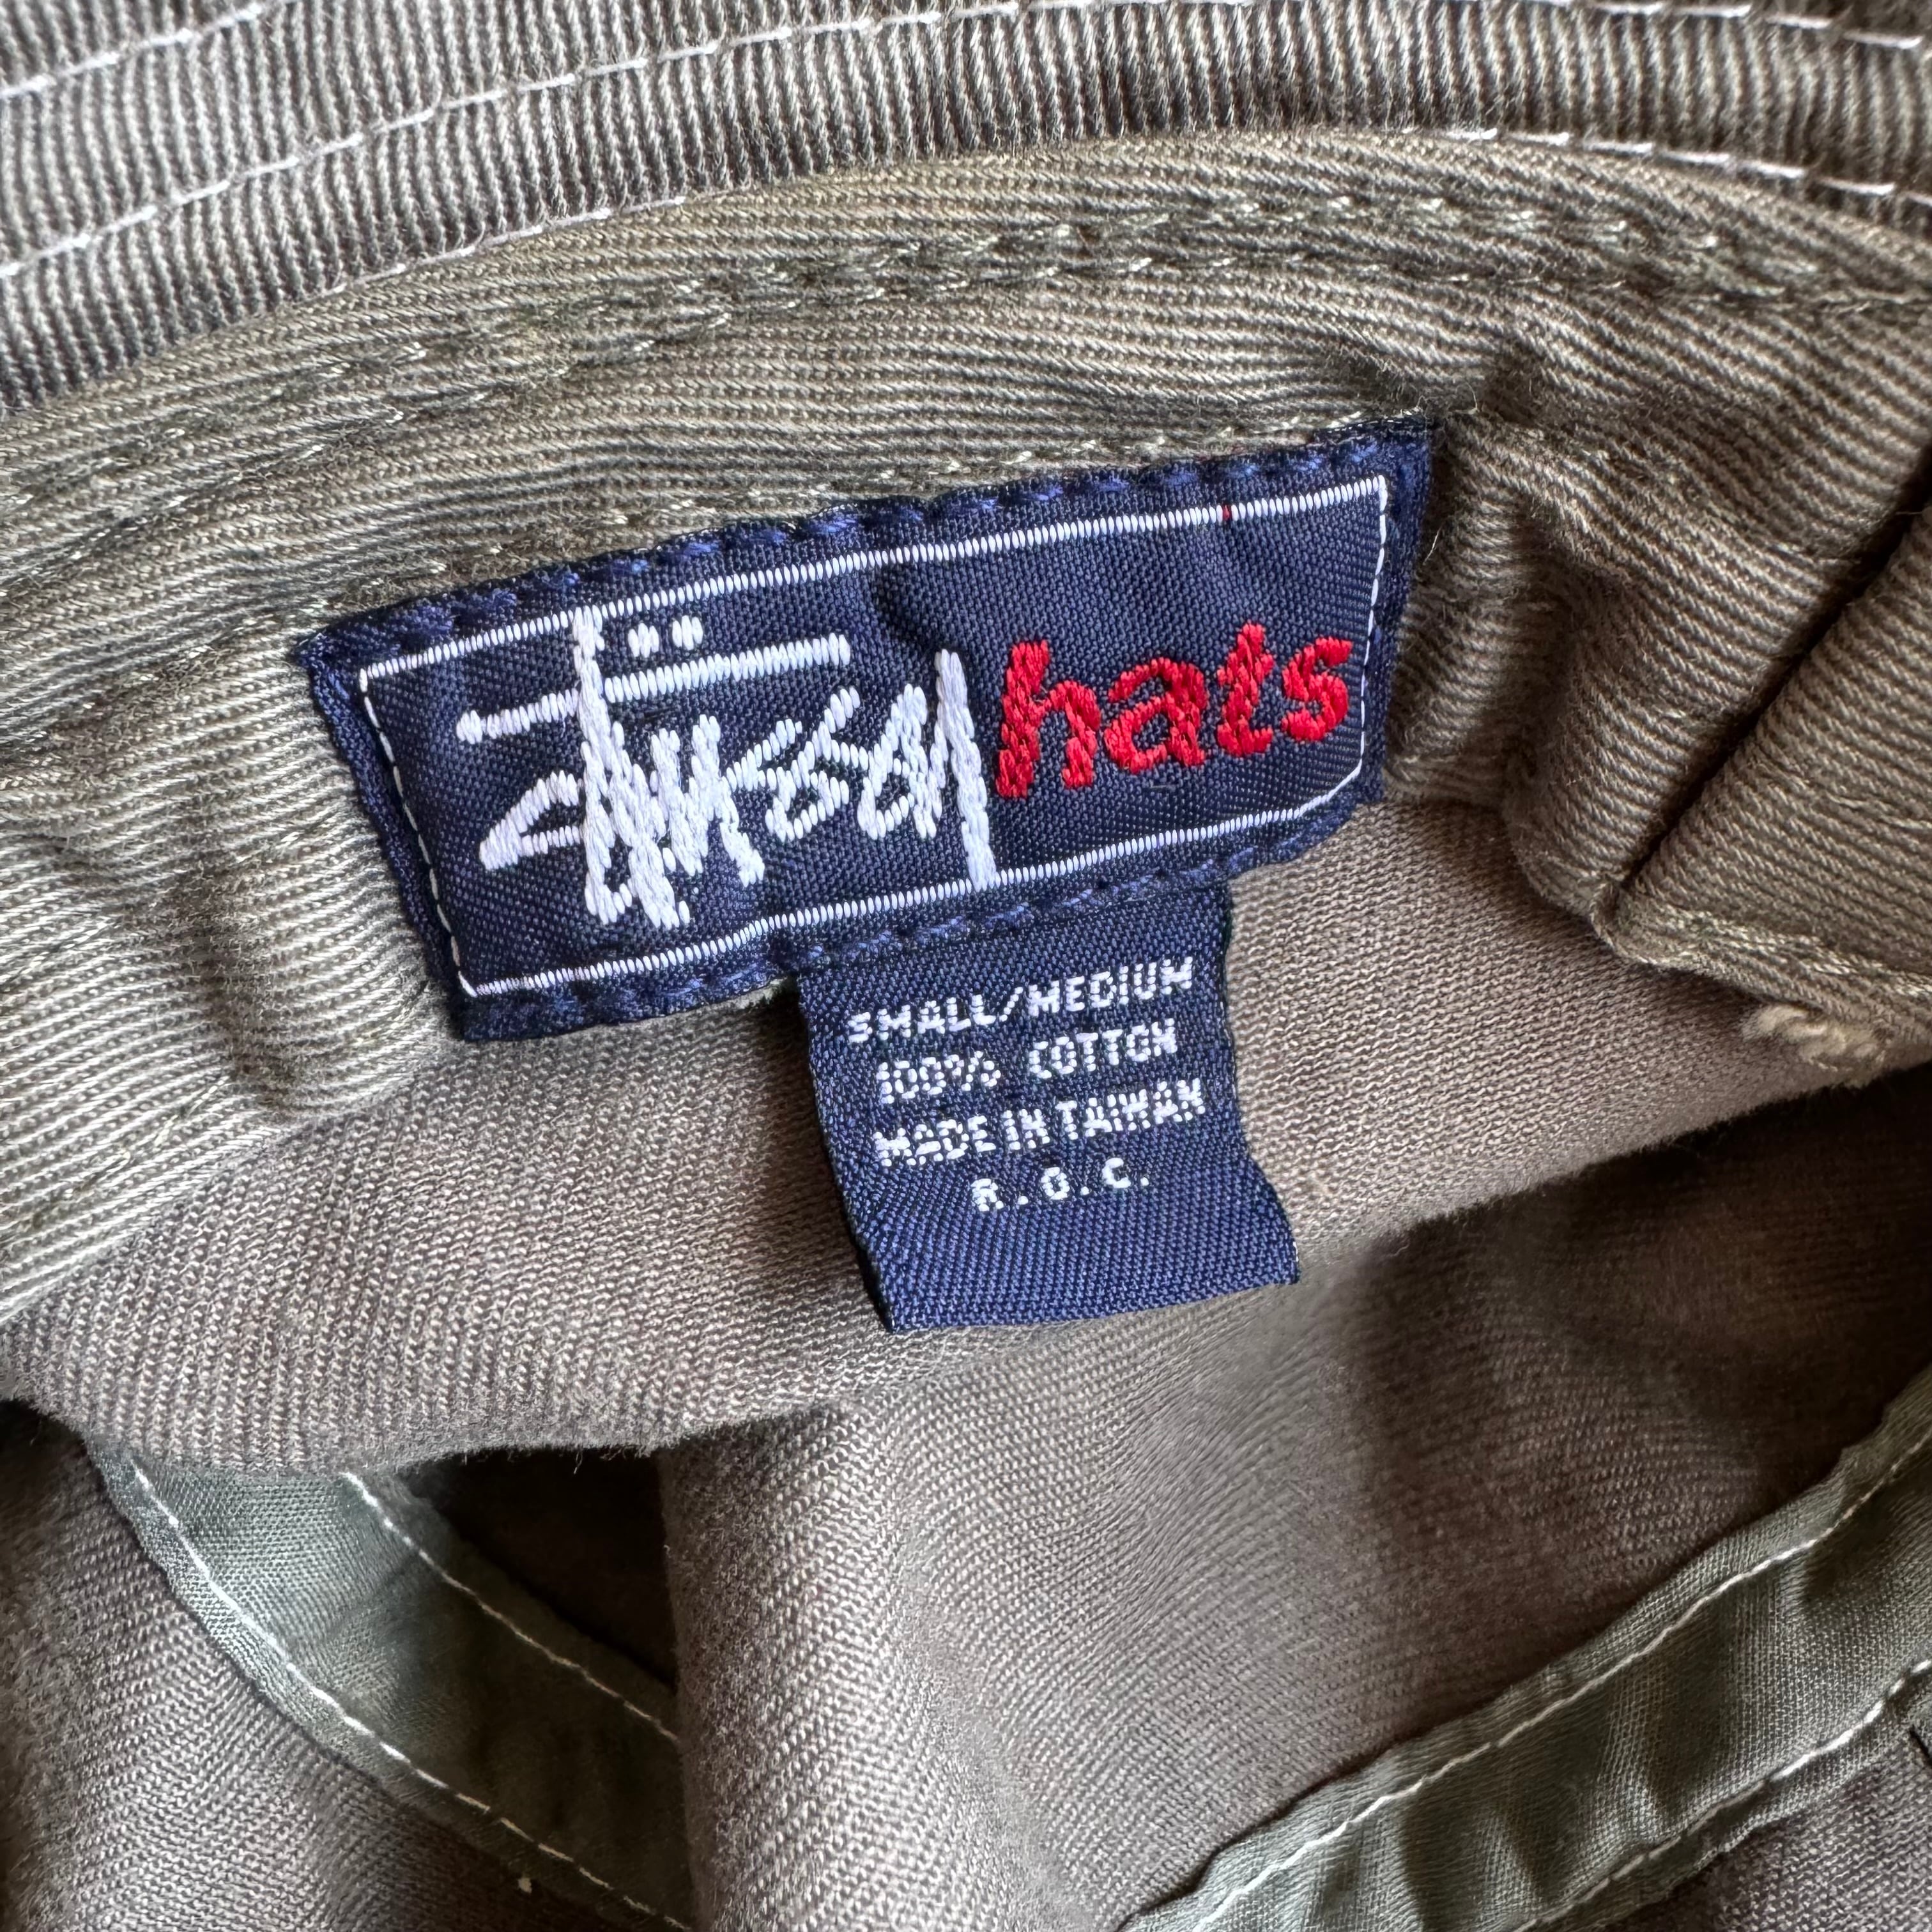 Stüssy hats
SMALL/MEDIUM
100% COTTON
MADE IN TAIWAN
R.O.C.